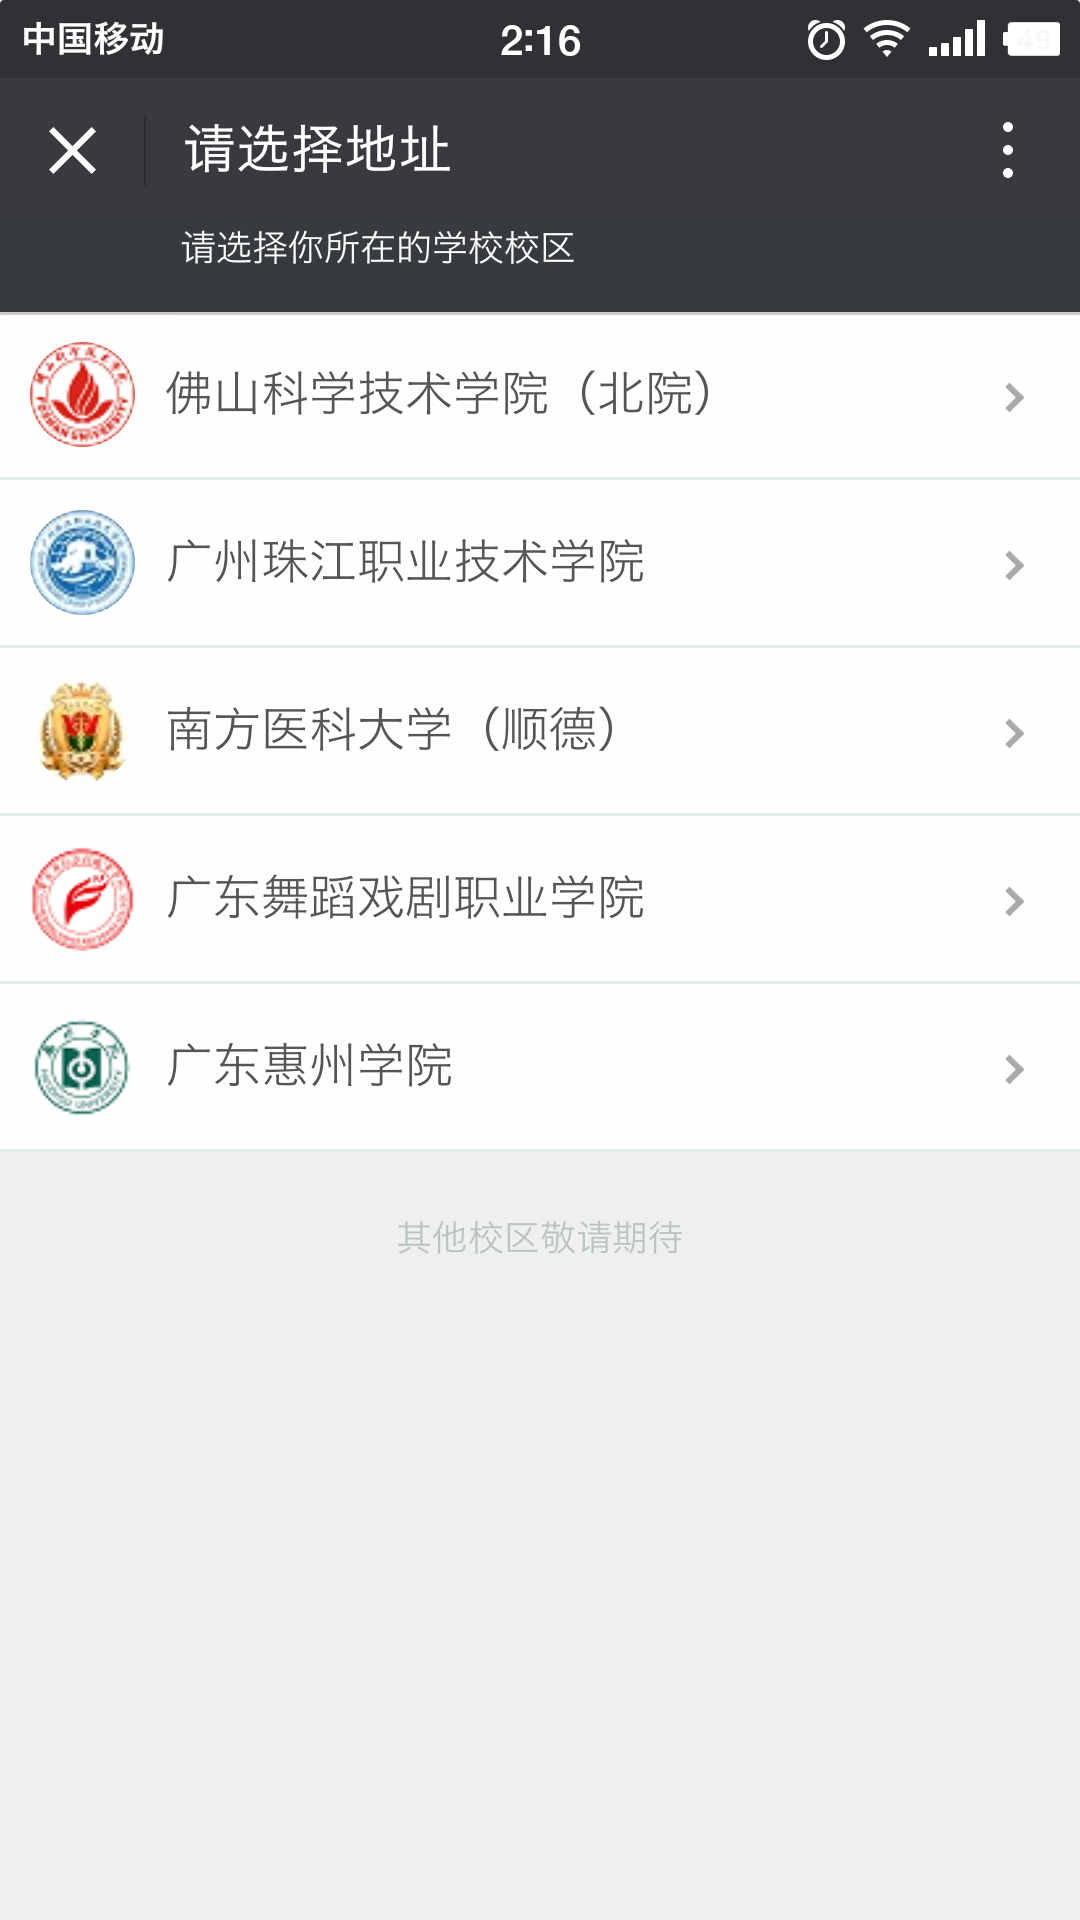 中国移动 2:16 49
请选择地址
请选择你所在的学校校区
佛山科学技术学院（北院）
广州珠江职业技术学院
南方医科大学（顺德）
广东舞蹈戏剧职业学院
广东惠州学院
其他校区敬请期待